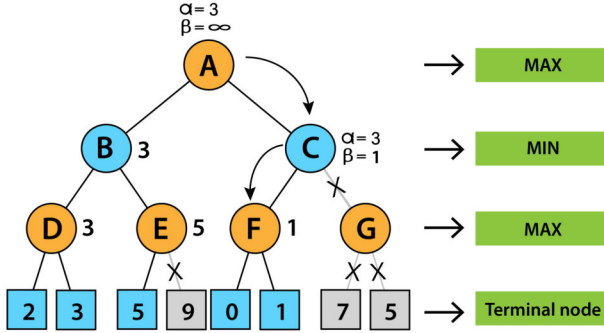 α=3
β=∞
A
MAX
B
3
C
α=3
β=1
MIN
D
3
E
5
F
1
G
MAX
2
3
5
9
0
1
7
5
Terminal node